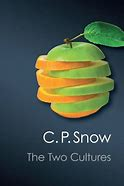 C. P. Snow
The Two Cultures